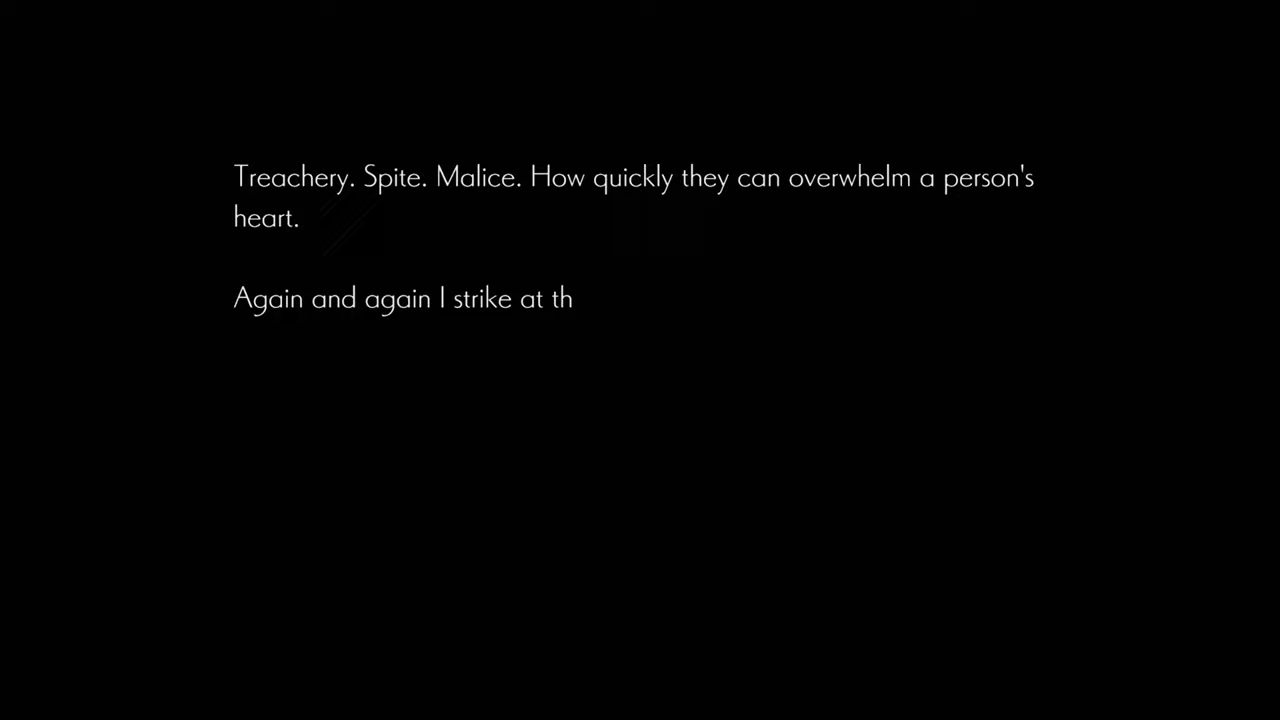 Treachery. Spite. Malice. How quickly they can overwhelm a person's
heart.
Again and again I strike at th